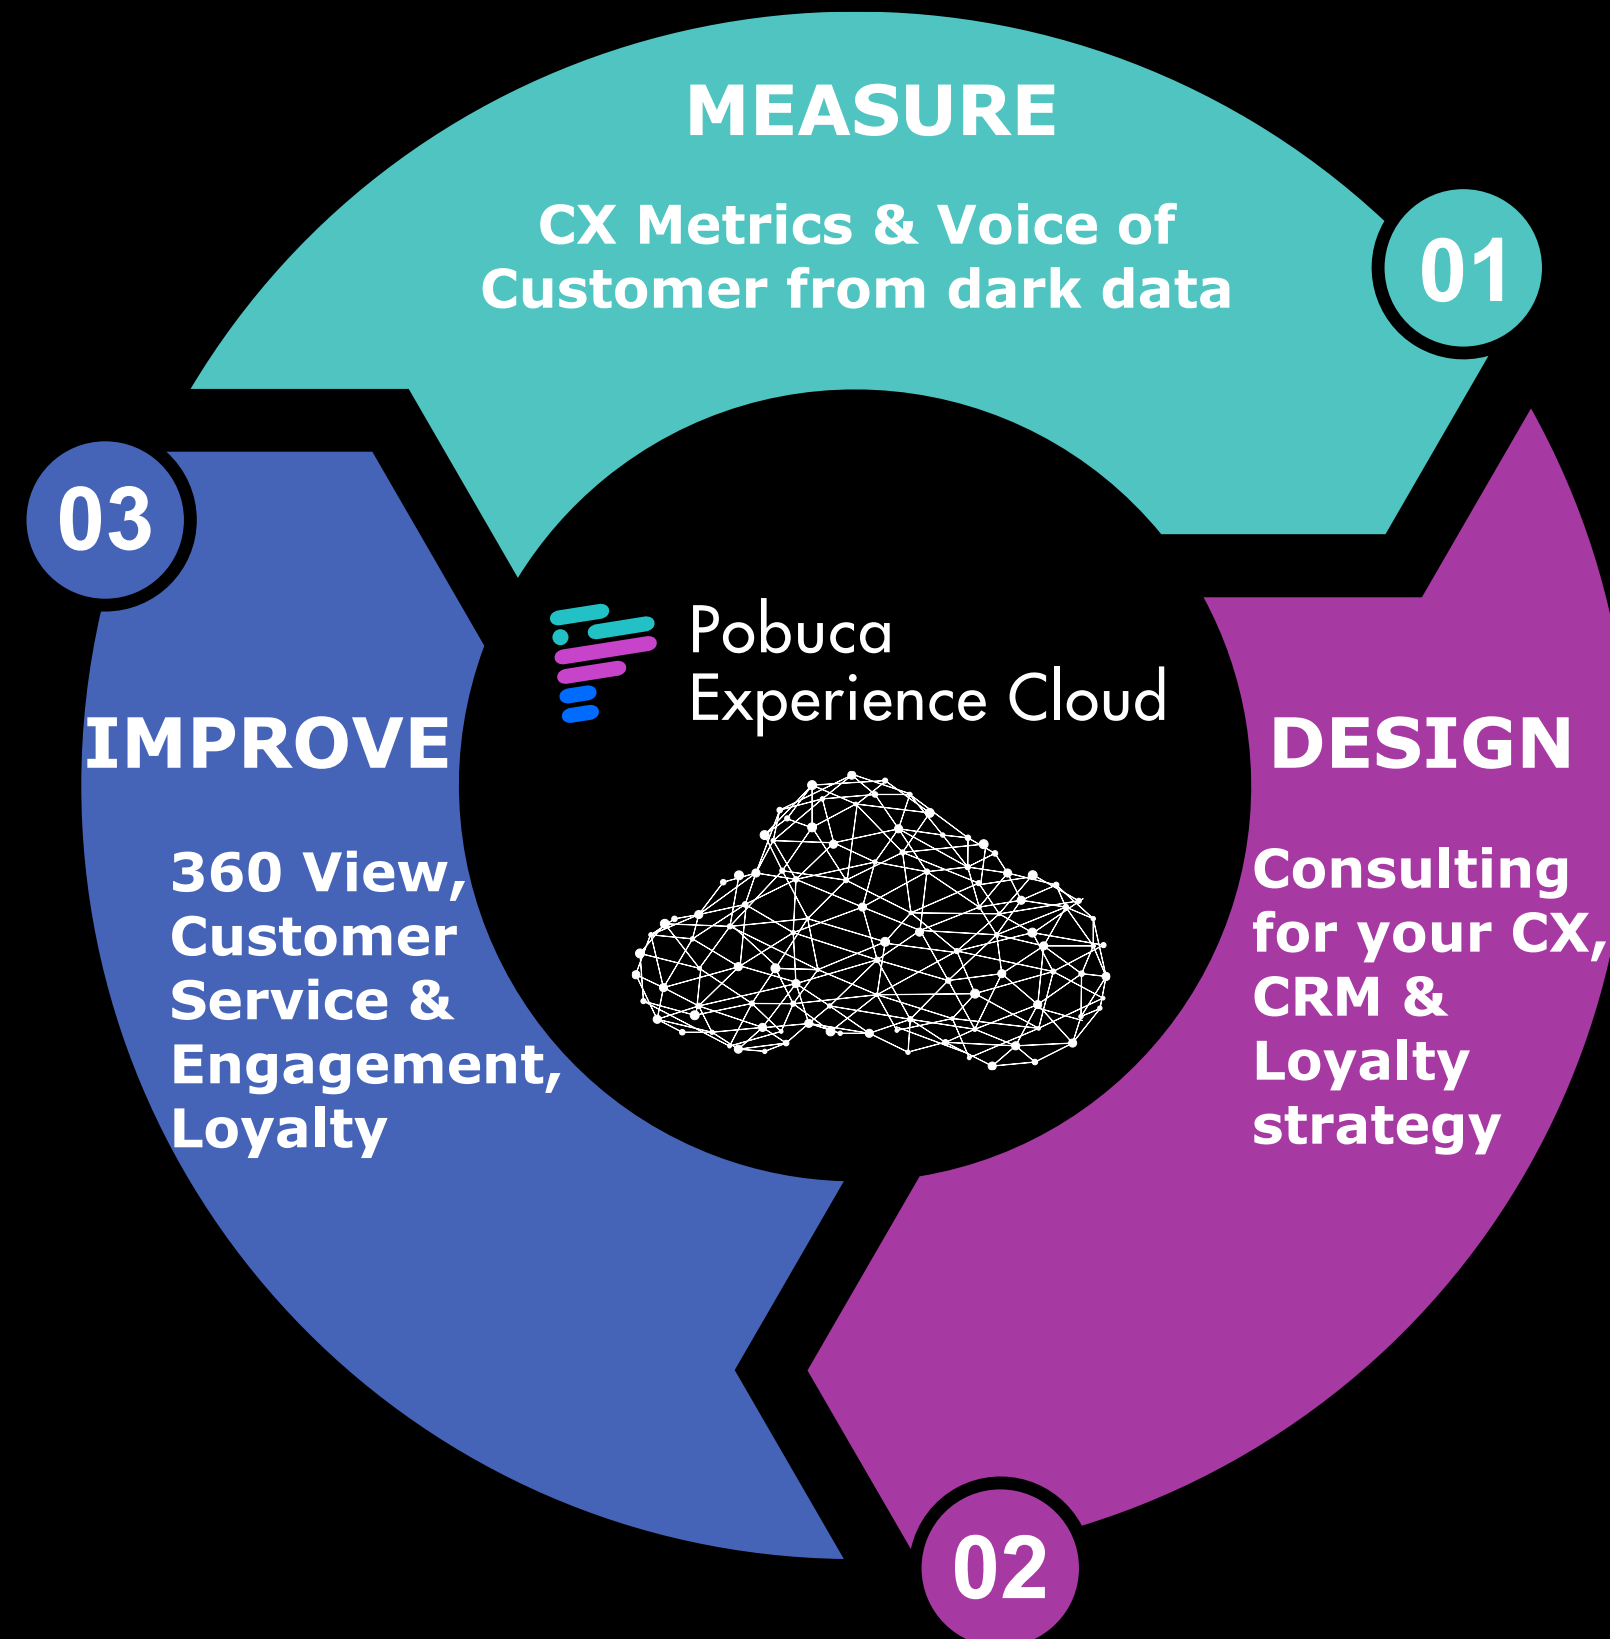 MEASURE
CX Metrics & Voice of
Customer from dark data
01
03
Pobuca
Experience Cloud
IMPROVE
360 View,
Customer
Service &
Engagement,
Loyalty
DESIGN
Consulting
for your CX,
CRM &
Loyalty
strategy
02